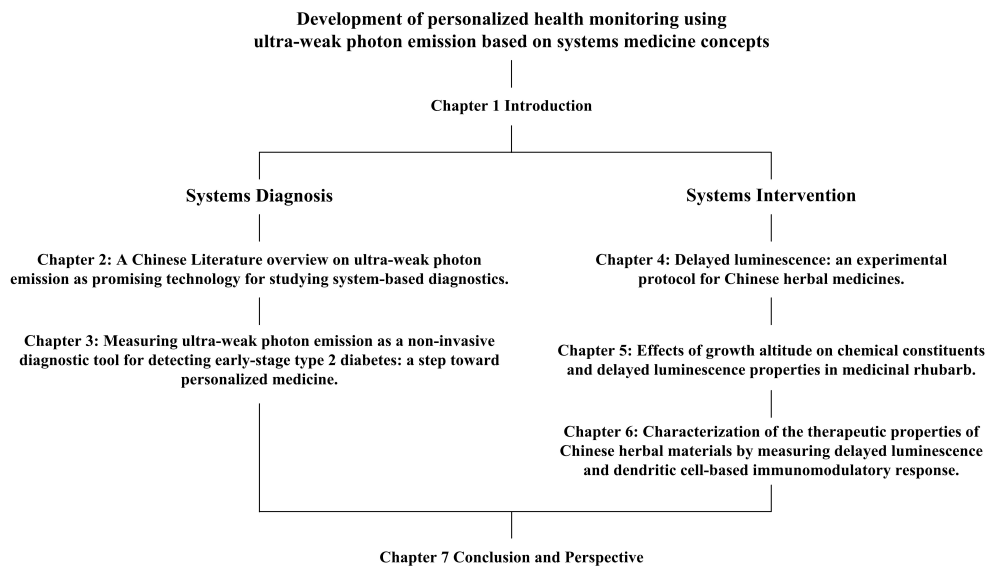 Development of personalized health monitoring using
ultra-weak photon emission based on systems medicine concepts
Chapter 1 Introduction
Systems Diagnosis
Chapter 2: A Chinese Literature overview on ultra-weak photon
emission as promising technology for studying system-based diagnostics.
Chapter 3: Measuring ultra-weak photon emission as a non-invasive
diagnostic tool for detecting early-stage type 2 diabetes: a step toward
personalized medicine.
Systems Intervention
Chapter 4: Delayed luminescence: an experimental
protocol for Chinese herbal medicines.
Chapter 5: Effects of growth altitude on chemical constituents
and delayed luminescence properties in medicinal rhubarb.
Chapter 6: Characterization of the therapeutic properties of
Chinese herbal materials by measuring delayed luminescence
and dendritic cell-based immunomodulatory response.
Chapter 7 Conclusion and Perspective